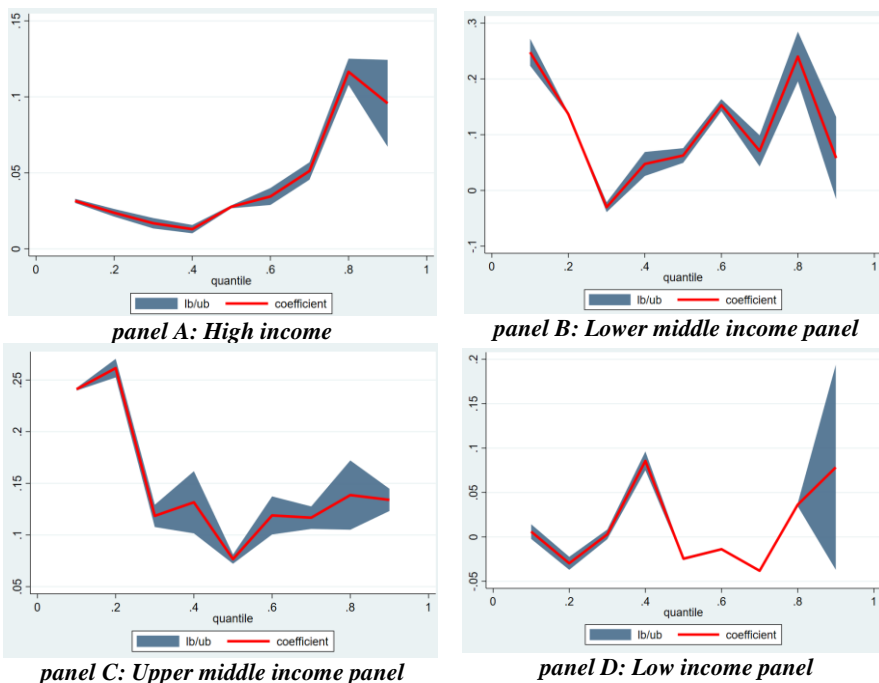 .15
.1
.05
0
0 .2 .4 .6 .8 1
quantile
lb/ub coefficient
panel A: High income
.3
.2
.1
0
-.1
0 .2 .4 .6 .8 1
quantile
lb/ub coefficient
panel B: Lower middle income panel
.25
.15
.1
.05
0 .2 .4 .6 .8 1
quantile
lb/ub coefficient
panel C: Upper middle income panel
.2
.15
.1
.05
0
-.05
0 .2 .4 .6 .8 1
quantile
lb/ub coefficient
panel D: Low income panel